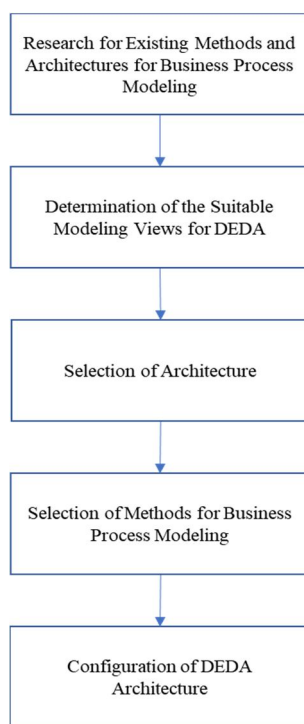 Research for Existing Methods and
Architectures for Business Process
Modeling
Determination of the Suitable
Modeling Views for DEDA
Selection of Architecture
Selection of Methods for Business
Process Modeling
Configuration of DEDA
Architecture